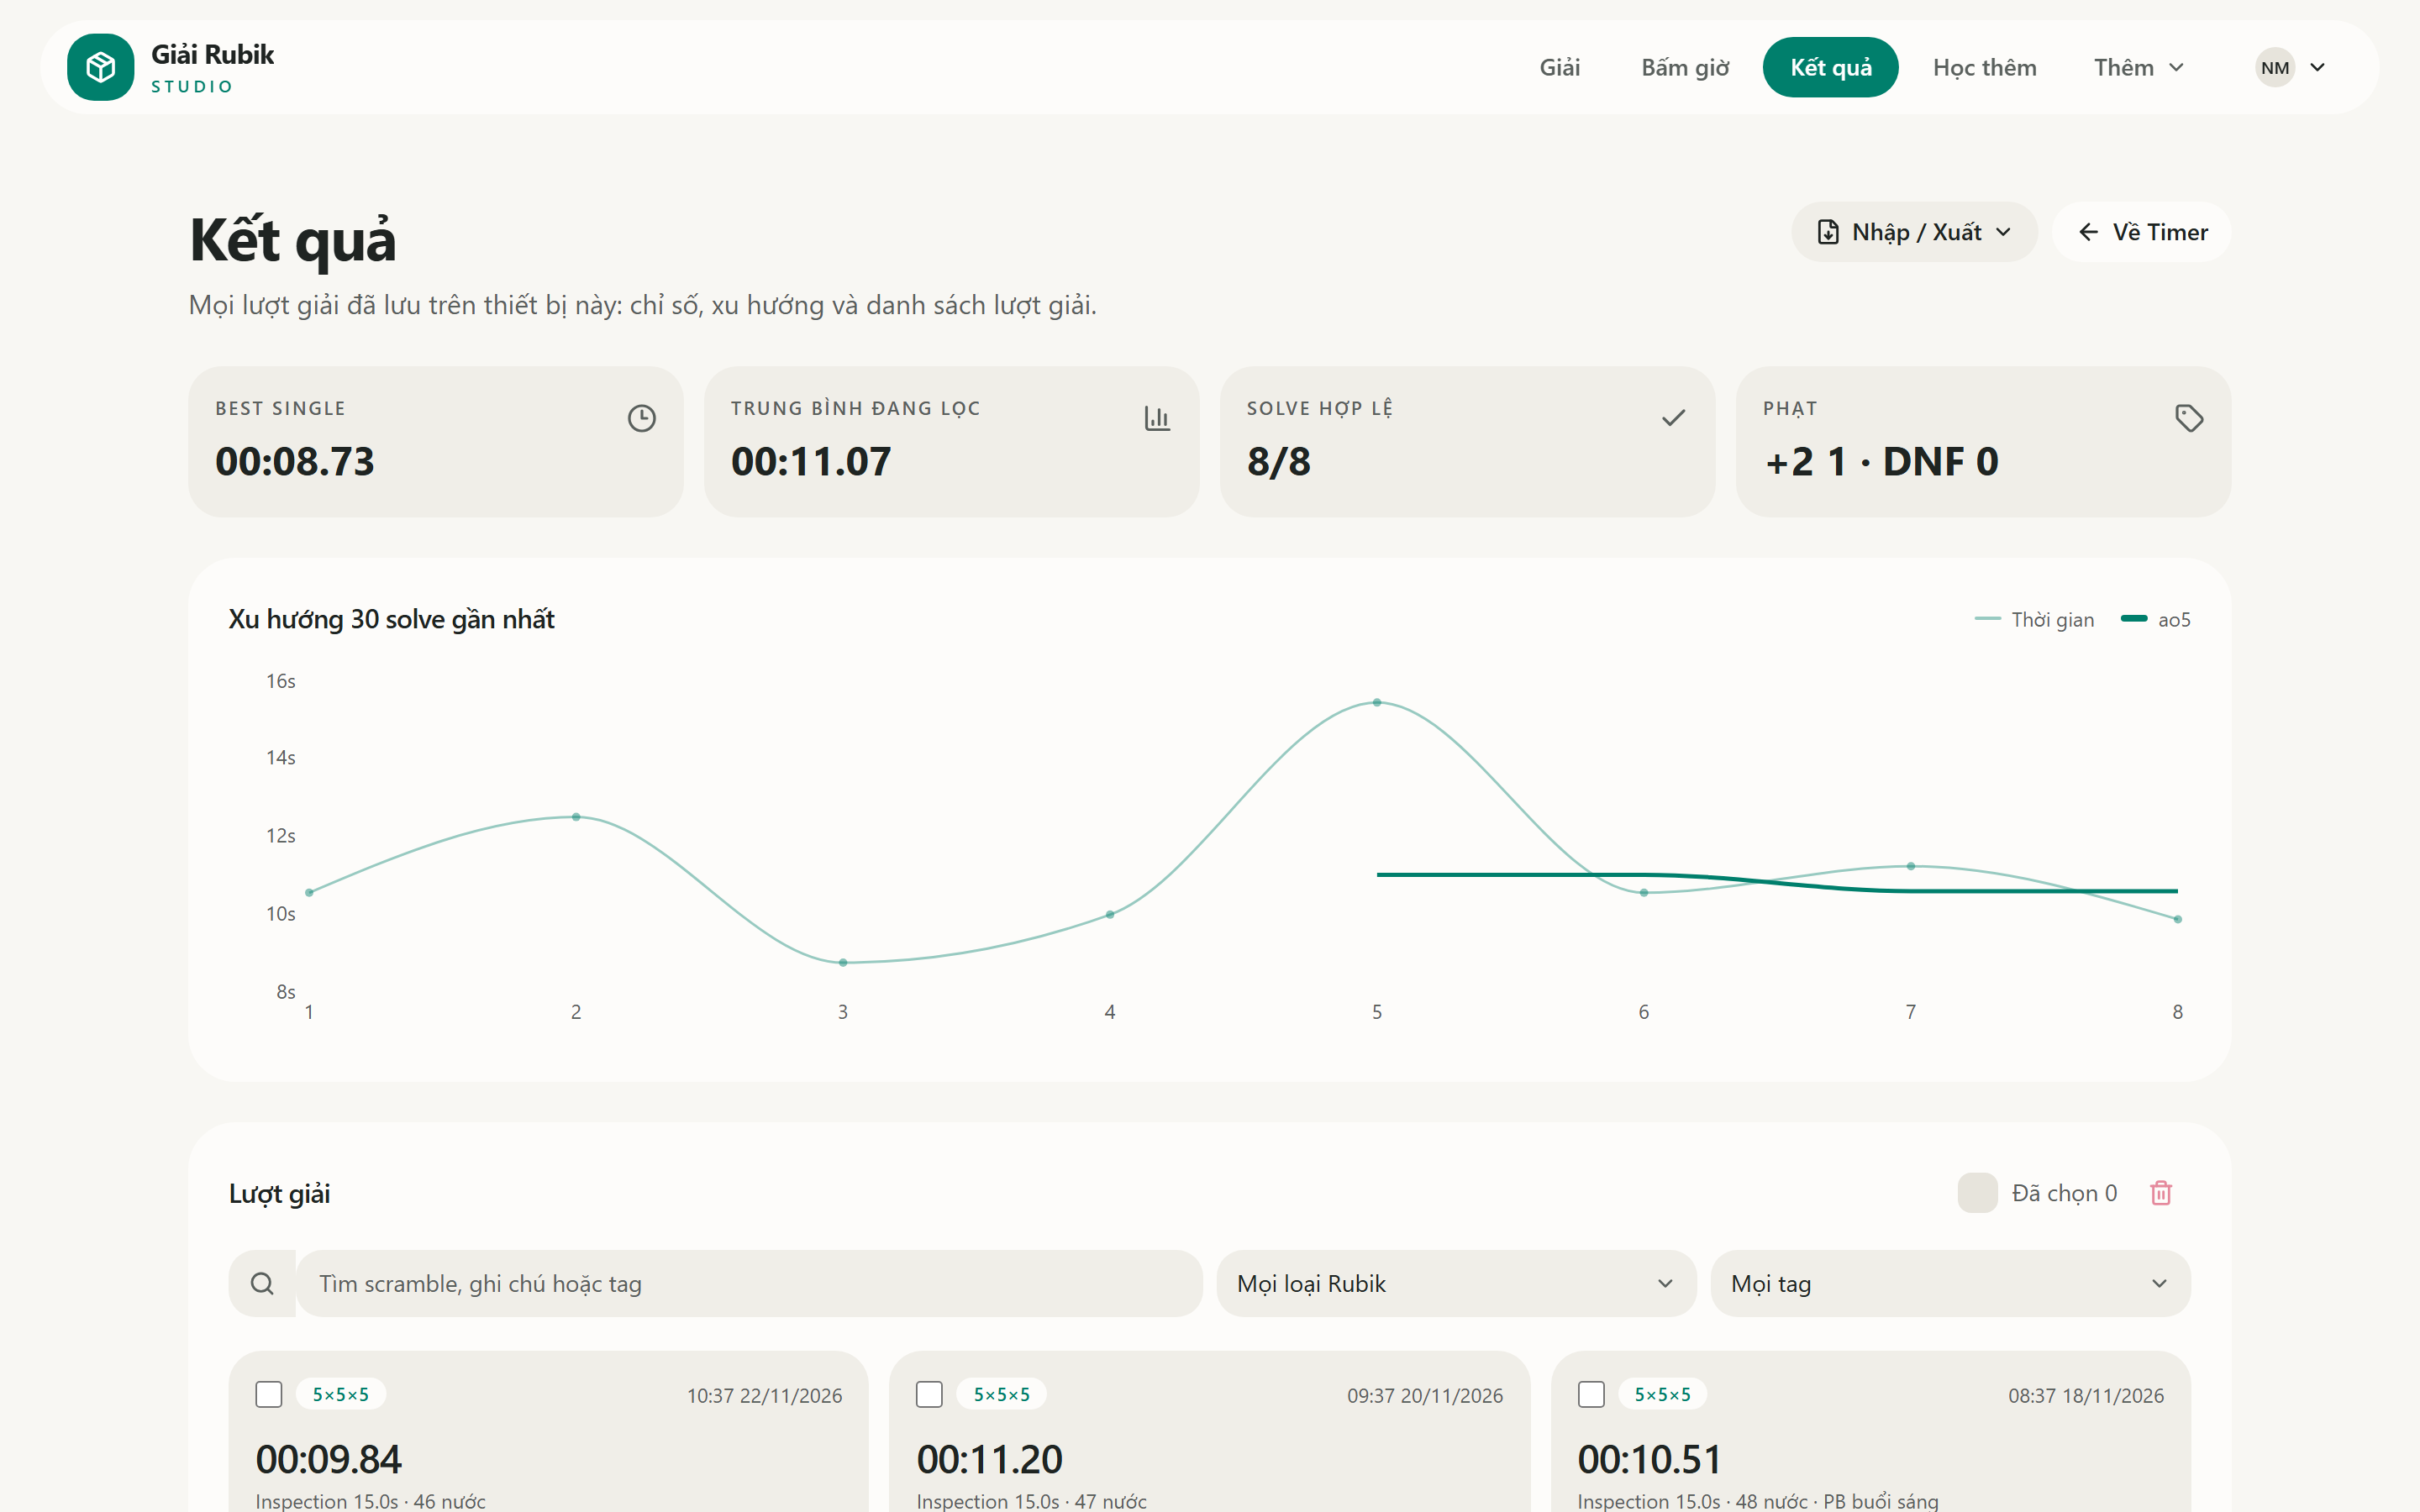 Giải Rubik
STUDIO
Giải
Bấm giờ
Kết quả
Học thêm
Thêm
NM
Kết quả
Mọi lượt giải đã lưu trên thiết bị này: chỉ số, xu hướng và danh sách lượt giải.
Nhập / Xuất
Về Timer
BEST SINGLE
00:08.73
TRUNG BÌNH ĐANG LỌC
00:11.07
SOLVE HỢP LỆ
8/8
PHẠT
+2 1 · DNF 0
Xu hướng 30 solve gần nhất
Thời gian
ao5
16s
14s
12s
10s
8s
1
2
3
4
5
6
7
8
Lượt giải
Đã chọn 0
Tìm scramble, ghi chú hoặc tag
Mọi loại Rubik
Mọi tag
5×5×5
10:37 22/11/2026
00:09.84
Inspection 15.0s · 46 nước
5×5×5
09:37 20/11/2026
00:11.20
Inspection 15.0s · 47 nước
5×5×5
08:37 18/11/2026
00:10.51
Inspection 15.0s · 48 nước · PB buổi sáng